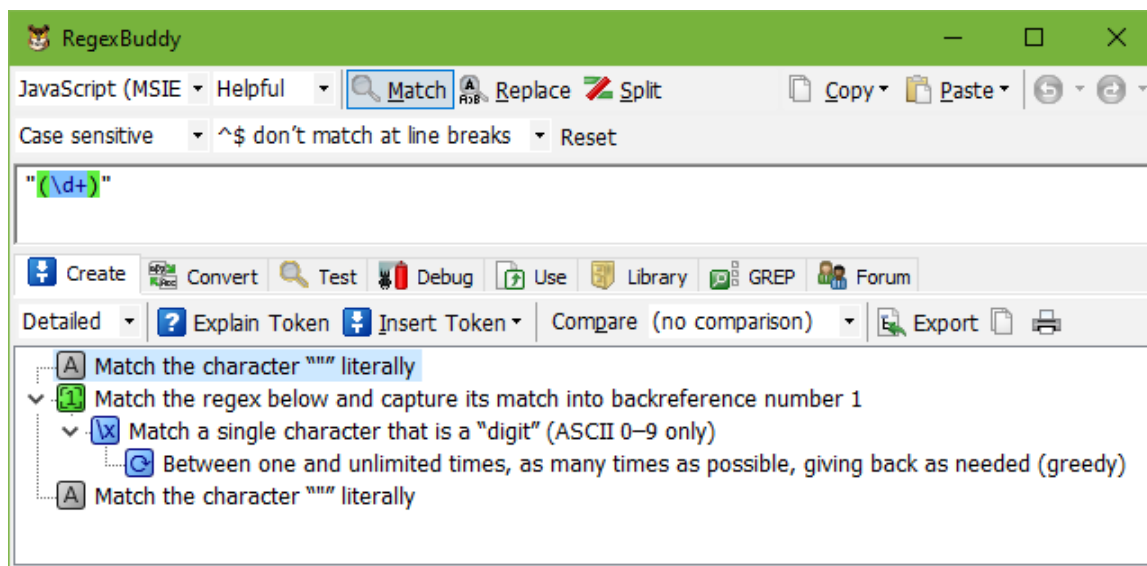 RegexBuddy
JavaScript (MSIE Helpful Match Replace Split Copy Paste
Case sensitive ^$ don’t match at line breaks Reset
"(\d+)"
Create Convert Test Debug Use Library GREP Forum
Detailed Explain Token Insert Token Compare (no comparison) Export
Match the character “"” literally
Match the regex below and capture its match into backreference number 1
Match a single character that is a “digit” (ASCII 0–9 only)
Between one and unlimited times, as many times as possible, giving back as needed (greedy)
Match the character “"” literally